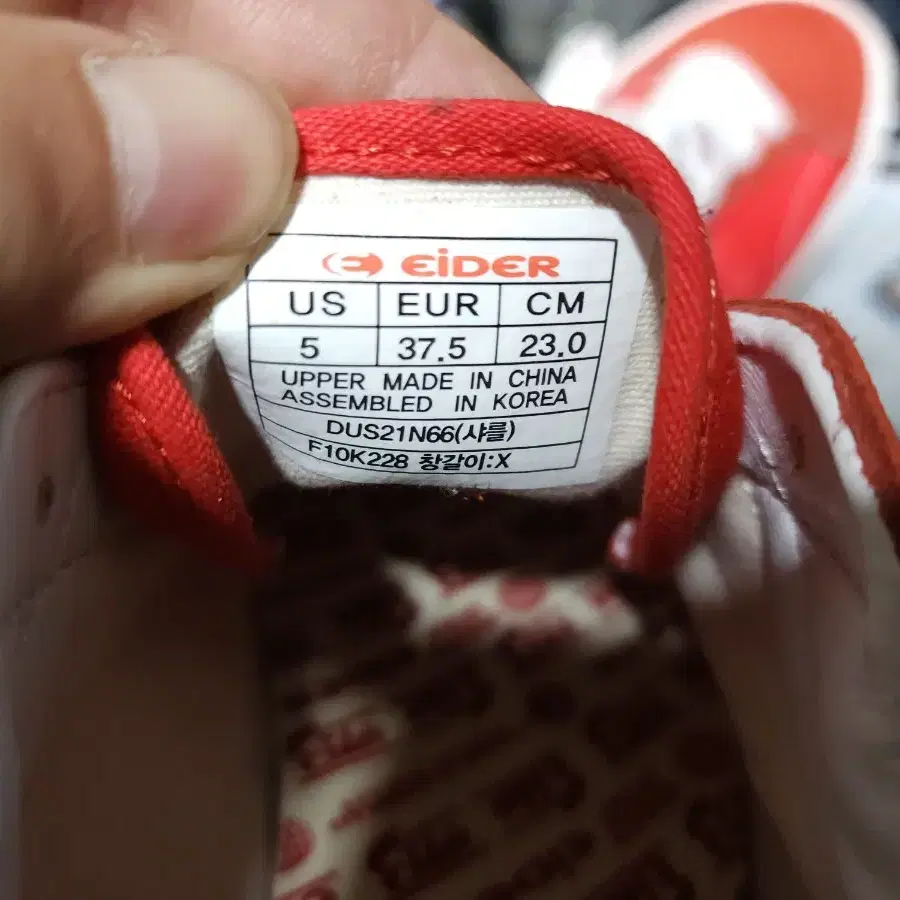 EiDER
US EUR CM
5 37.5 23.0
UPPER MADE IN CHINA
ASSEMBLED IN KOREA
DUS21N66(샤를)
F10K228 창갈이:X